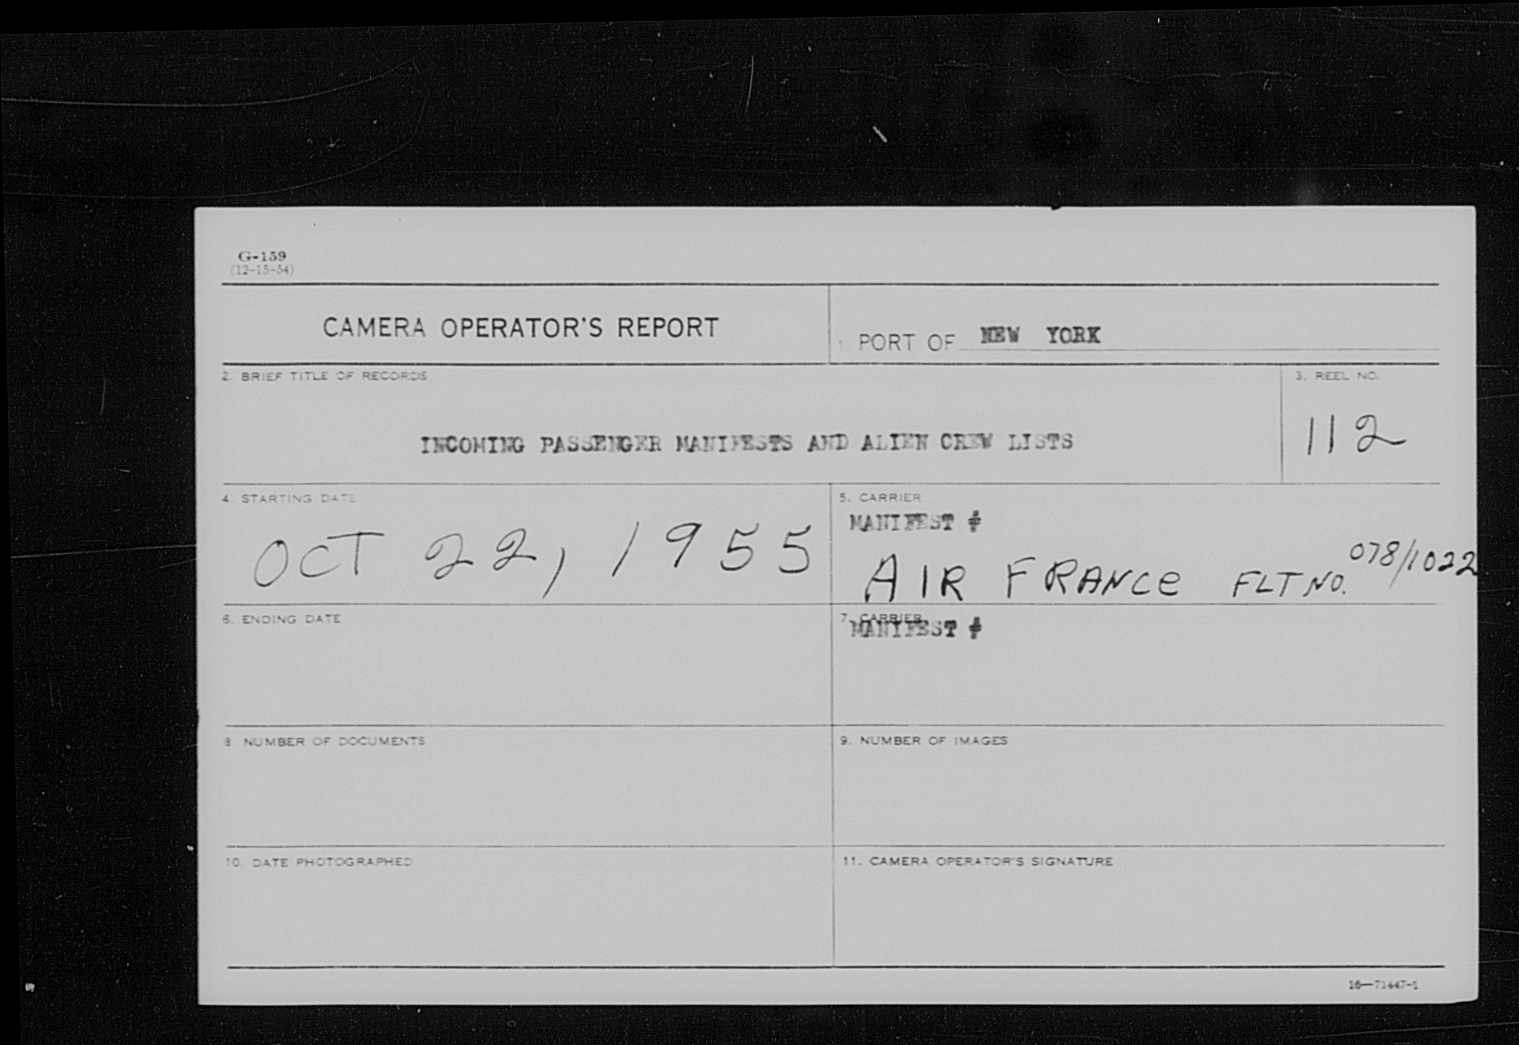 G-159
(12-15-54)
CAMERA OPERATOR'S REPORT
PORT OF NEW YORK
2. BRIEF TITLE OF RECORDS
3. REEL NO.
INCOMING PASSENGER MANIFESTS AND ALIEN CREW LISTS
112
4. STARTING DATE
5. CARRIER
MANIFEST #
OCT 22, 1955
AIR FRANCE FLT NO. 078/1022
6. ENDING DATE
7. CARRIER
MANIFEST #
8 NUMBER OF DOCUMENTS
9. NUMBER OF IMAGES
10. DATE PHOTOGRAPHED
11. CAMERA OPERATOR'S SIGNATURE
16—71447-1